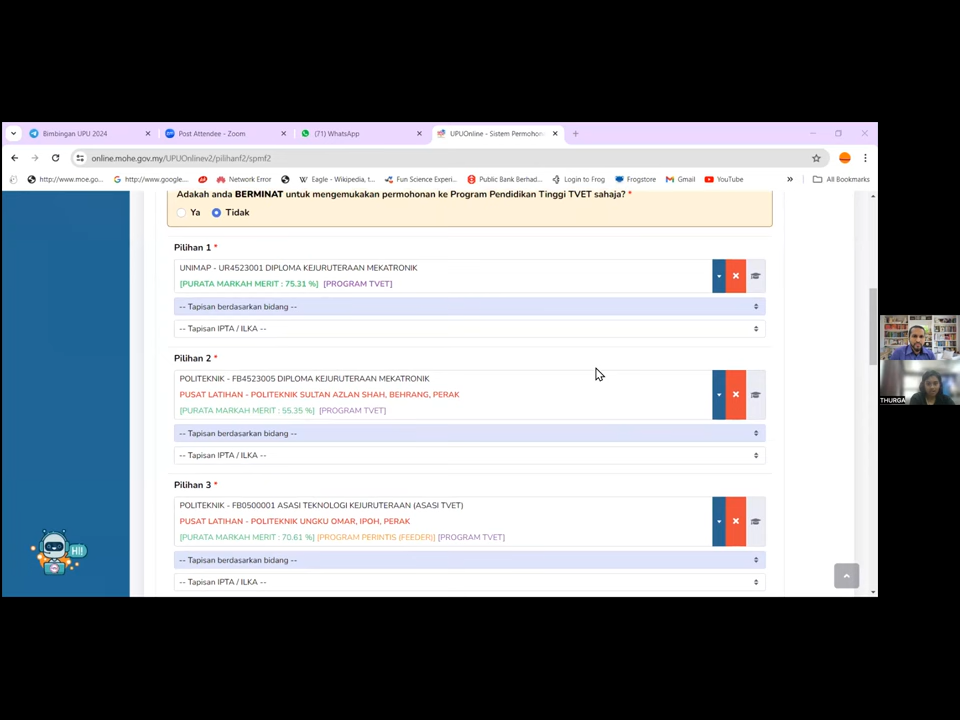 Bimbingan UPU 2024
Post Attendee - Zoom
(71) WhatsApp
UPUOnline - Sistem Permohon
online.mohe.gov.my/UPUOnlinev2/pilihanf2/spmf2
http://www.moe.go...
http://www.google...
Network Error
Eagle - Wikipedia, t...
Fun Science Experi...
Public Bank Berhad...
Login to Frog
Frogstore
Gmail
YouTube
»
All Bookmarks
Adakah anda BERMINAT untuk mengemukakan permohonan ke Program Pendidikan Tinggi TVET sahaja? *
Ya
Tidak
Pilihan 1 *
UNIMAP - UR4523001 DIPLOMA KEJURUTERAAN MEKATRONIK
[PURATA MARKAH MERIT : 75.31 %] [PROGRAM TVET]
-- Tapisan berdasarkan bidang --
-- Tapisan IPTA / ILKA --
Pilihan 2 *
POLITEKNIK - FB4523005 DIPLOMA KEJURUTERAAN MEKATRONIK
PUSAT LATIHAN - POLITEKNIK SULTAN AZLAN SHAH, BEHRANG, PERAK
[PURATA MARKAH MERIT : 55.35 %] [PROGRAM TVET]
-- Tapisan berdasarkan bidang --
-- Tapisan IPTA / ILKA --
Pilihan 3 *
POLITEKNIK - FB0500001 ASASI TEKNOLOGI KEJURUTERAAN (ASASI TVET)
PUSAT LATIHAN - POLITEKNIK UNGKU OMAR, IPOH, PERAK
[PURATA MARKAH MERIT : 70.61 %] [PROGRAM PERINTIS (FEEDER)] [PROGRAM TVET]
-- Tapisan berdasarkan bidang --
-- Tapisan IPTA / ILKA --
HI!
THURGA